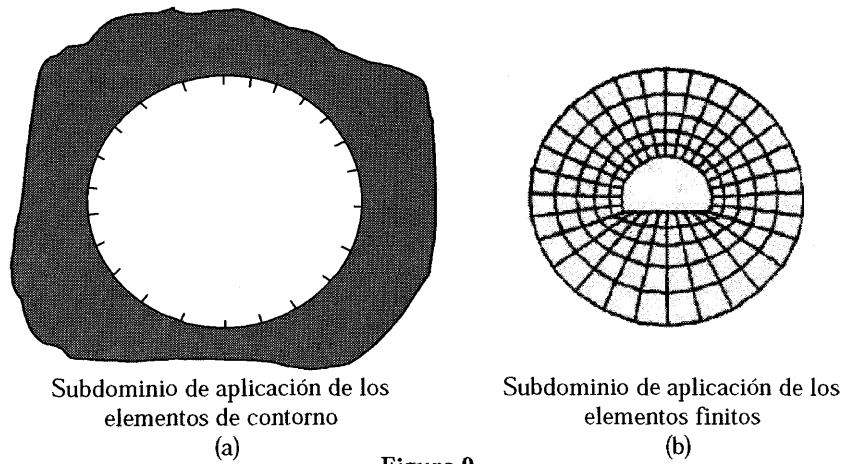 Subdominio de aplicación de los
elementos de contorno
(a)
Subdominio de aplicación de los
elementos finitos
(b)
Figura 9